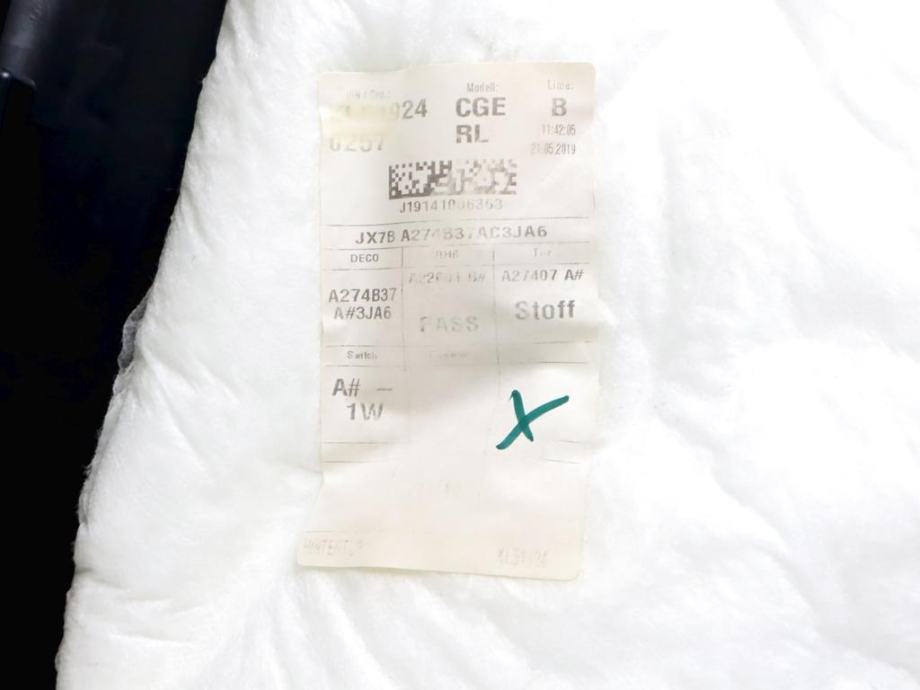 Modell: Linie:
924 CGE B
0257 RL 11:42:05
21.05.2019
J19141006363
JX7B A274B37AC3JA6
DECO
A274B37 A27407 A#
A#3JA6 PASS Stoff
Switch
A# -
1W
X